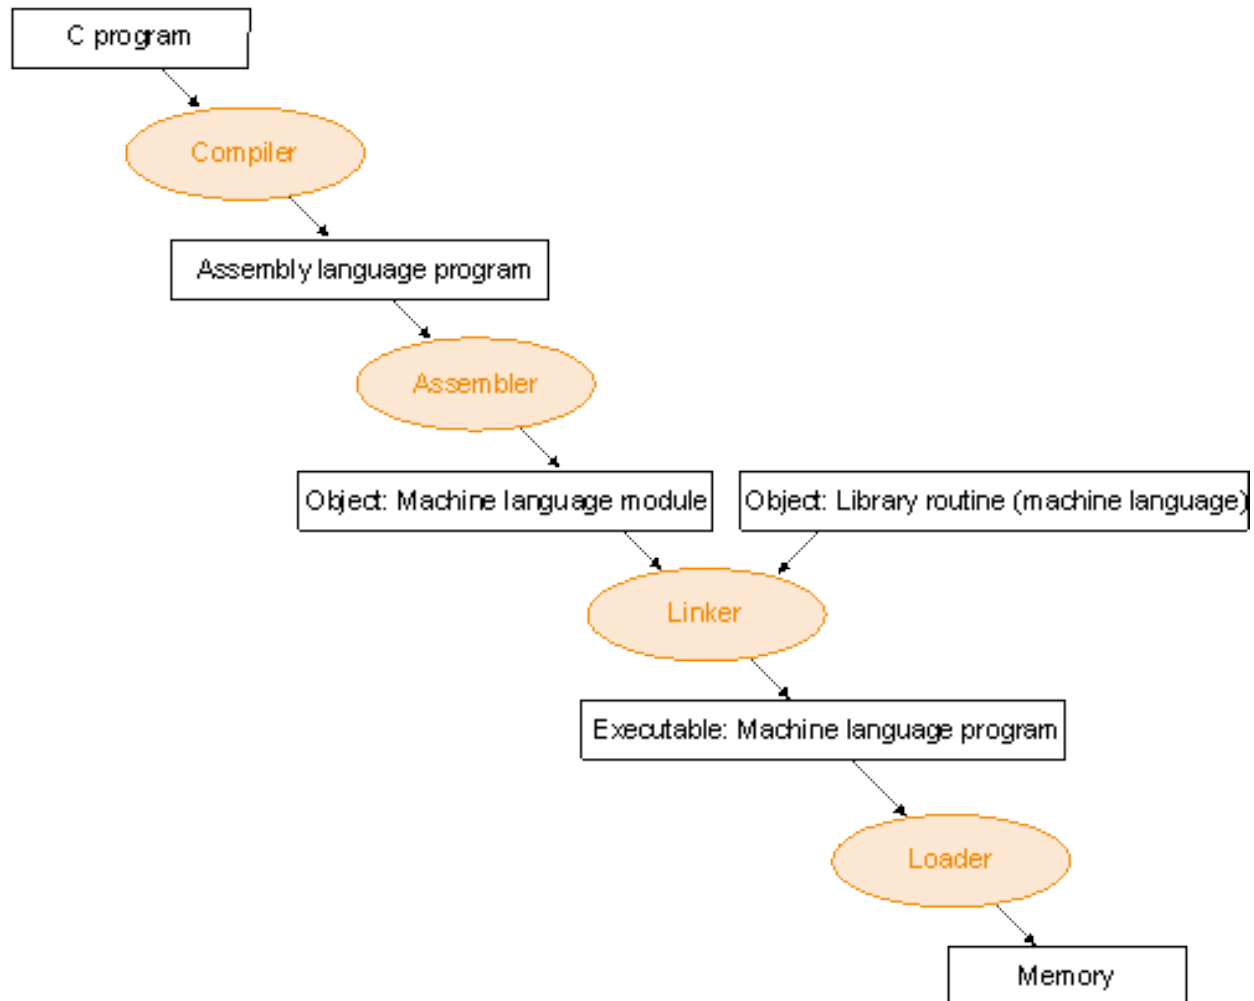 C program
Compiler
Assembly language program
Assembler
Object: Machine language module
Object: Library routine (machine language)
Linker
Executable: Machine language program
Loader
Memory